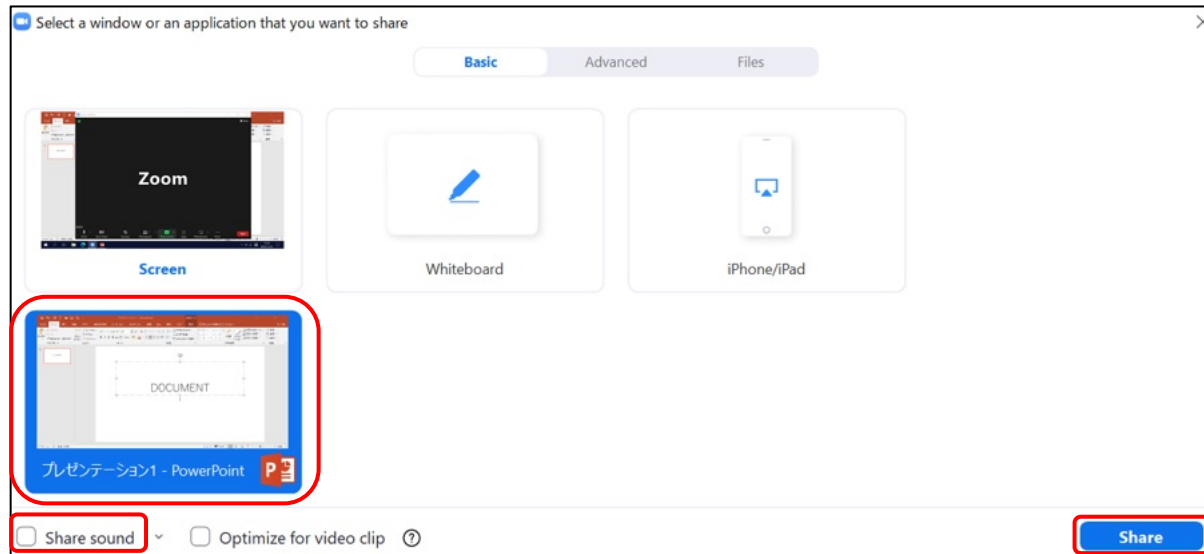 Select a window or an application that you want to share
Basic Advanced Files
Zoom
Screen Whiteboard iPhone/iPad
DOCUMENT
プレゼンテーション1 - PowerPoint P
Share sound Optimize for video clip ?
Share